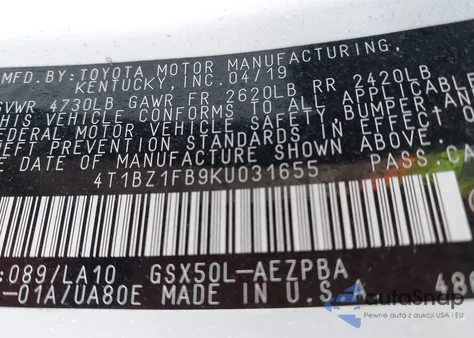 MFD.BY: TOYOTA MOTOR MANUFACTURING,
KENTUCKY, INC. 04/19
GVWR 4730LB GAWR FR 2620LB RR 2420LB
THIS VEHICLE CONFORMS TO ALL APPLICABLE
FEDERAL MOTOR VEHICLE SAFETY, BUMPER, AND
THEFT PREVENTION STANDARDS IN EFFECT
ON THE DATE OF MANUFACTURE SHOWN ABOVE.
4T1BZ1FB9KU031655 PASS.CA
:089/LA10 GSX50L-AEZPBA
-01A/UA80E MADE IN U.S.A 480
autaSnap
Pewne auta z aukcji USA i EU